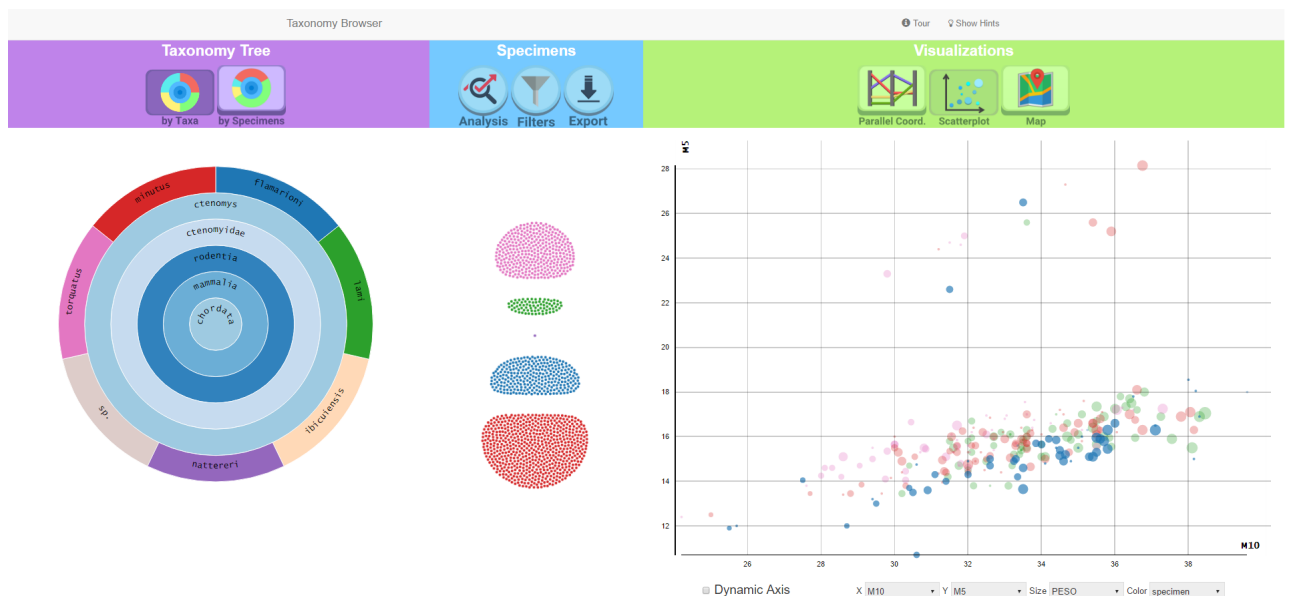 Taxonomy Browser
Tour Show Hints
Taxonomy Tree
by Taxa by Specimens
Specimens
Analysis Filters Export
Visualizations
Parallel Coord. Scatterplot Map
minutus
flamarioni
torquatus
lami
sp.
ibicuiensis
nattereri
ctenomys
ctenomyidae
rodentia
mammalia
chordata
M5
28
26
24
22
20
18
16
14
12
M10
26 28 30 32 34 36 38
Dynamic Axis X M10 Y M5 Size PESO Color specimen